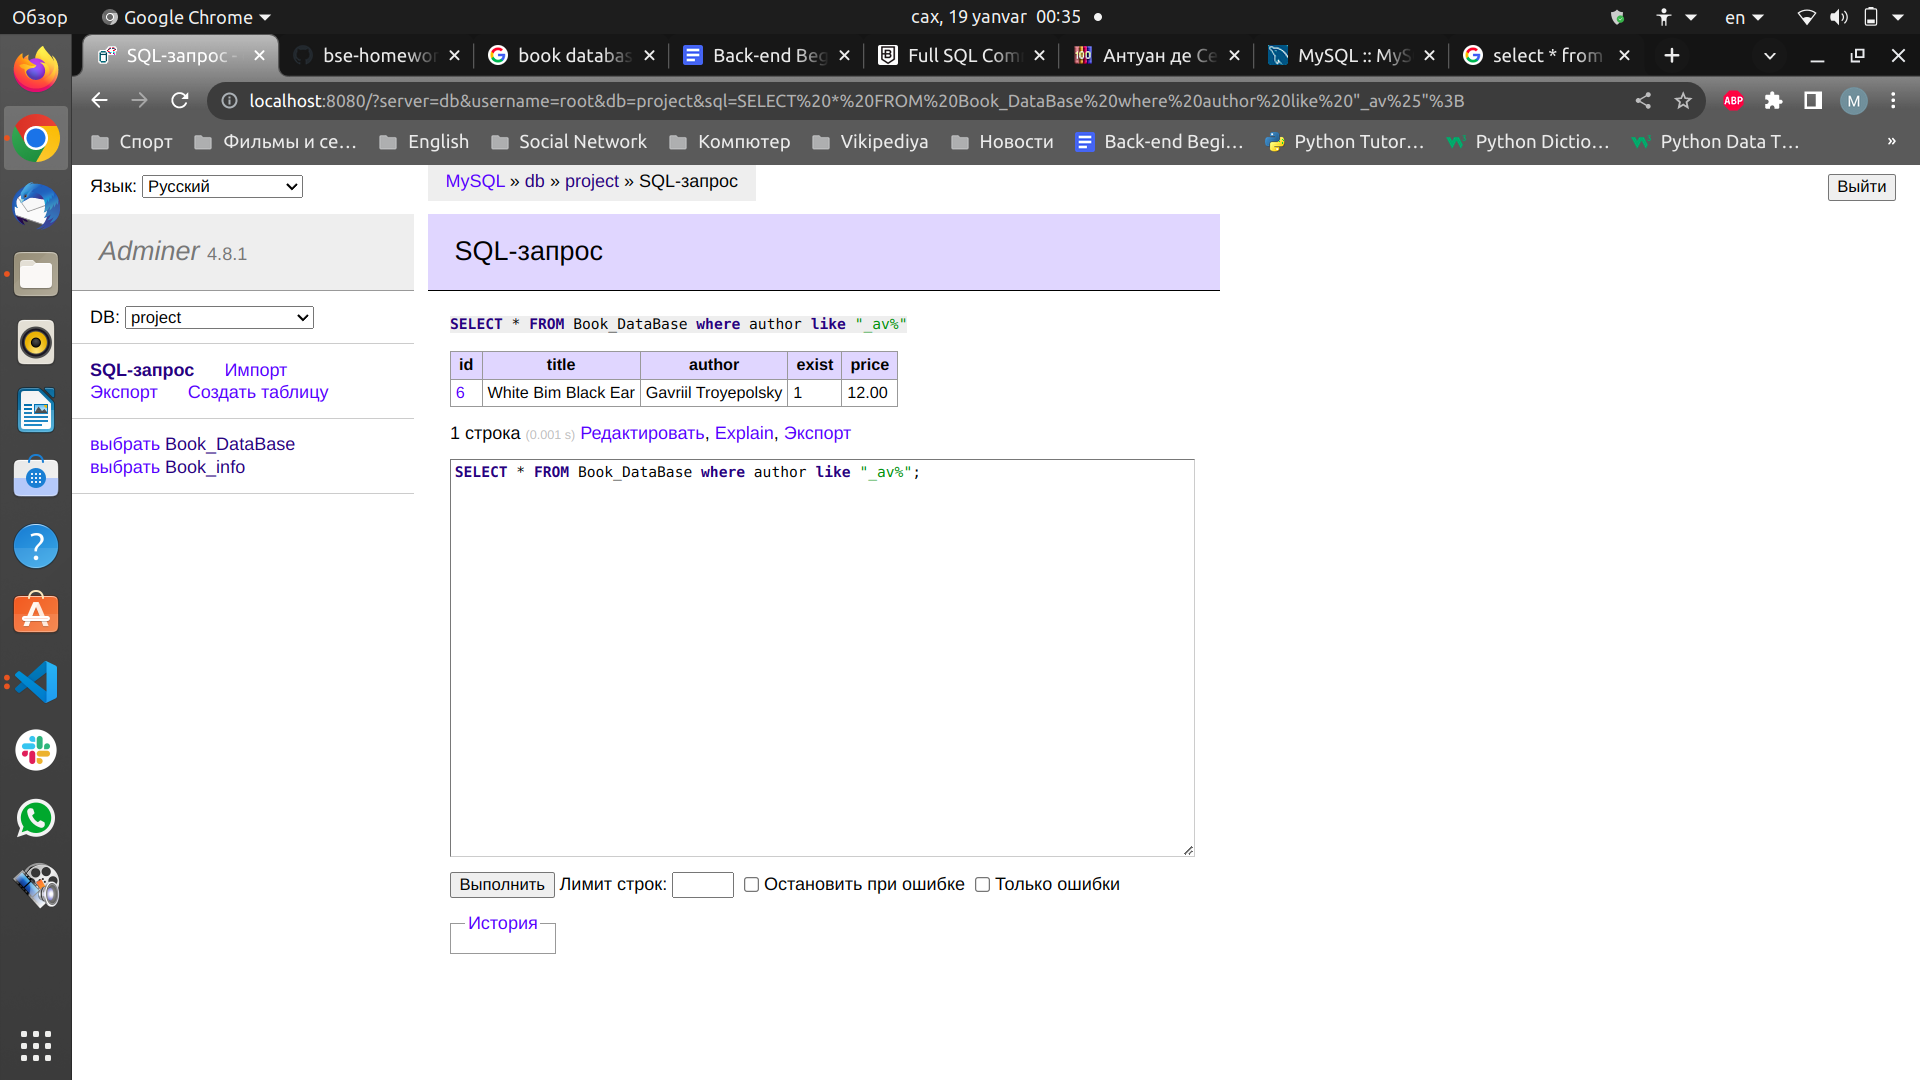 Обзор
Google Chrome
cax, 19 yanvar 00:35
en
SQL-запрос -
bse-homewor
book databas
Back-end Beg
Full SQL Com
Антуан де Се
MySQL :: MyS
select * from
localhost:8080/?server=db&username=root&db=project&sql=SELECT%20*%20FROM%20Book_DataBase%20where%20author%20like%20"_av%25"%3B
ABP
M
Спорт
Фильмы и се...
English
Social Network
Компютер
Vikipediya
Новости
Back-end Begi...
Python Tutor...
Python Dictio...
Python Data T...
»
Язык: Русский
MySQL » db » project » SQL-запрос
Выйти
Adminer 4.8.1
SQL-запрос
DB: project
SQL-запрос Импорт
Экспорт Создать таблицу
выбрать Book_DataBase
выбрать Book_info
SELECT * FROM Book_DataBase where author like "_av%"
id title author exist price
6 White Bim Black Ear Gavriil Troyepolsky 1 12.00
1 строка (0.001 s) Редактировать, Explain, Экспорт
SELECT * FROM Book_DataBase where author like "_av%";
Выполнить Лимит строк: Остановить при ошибке Только ошибки
История